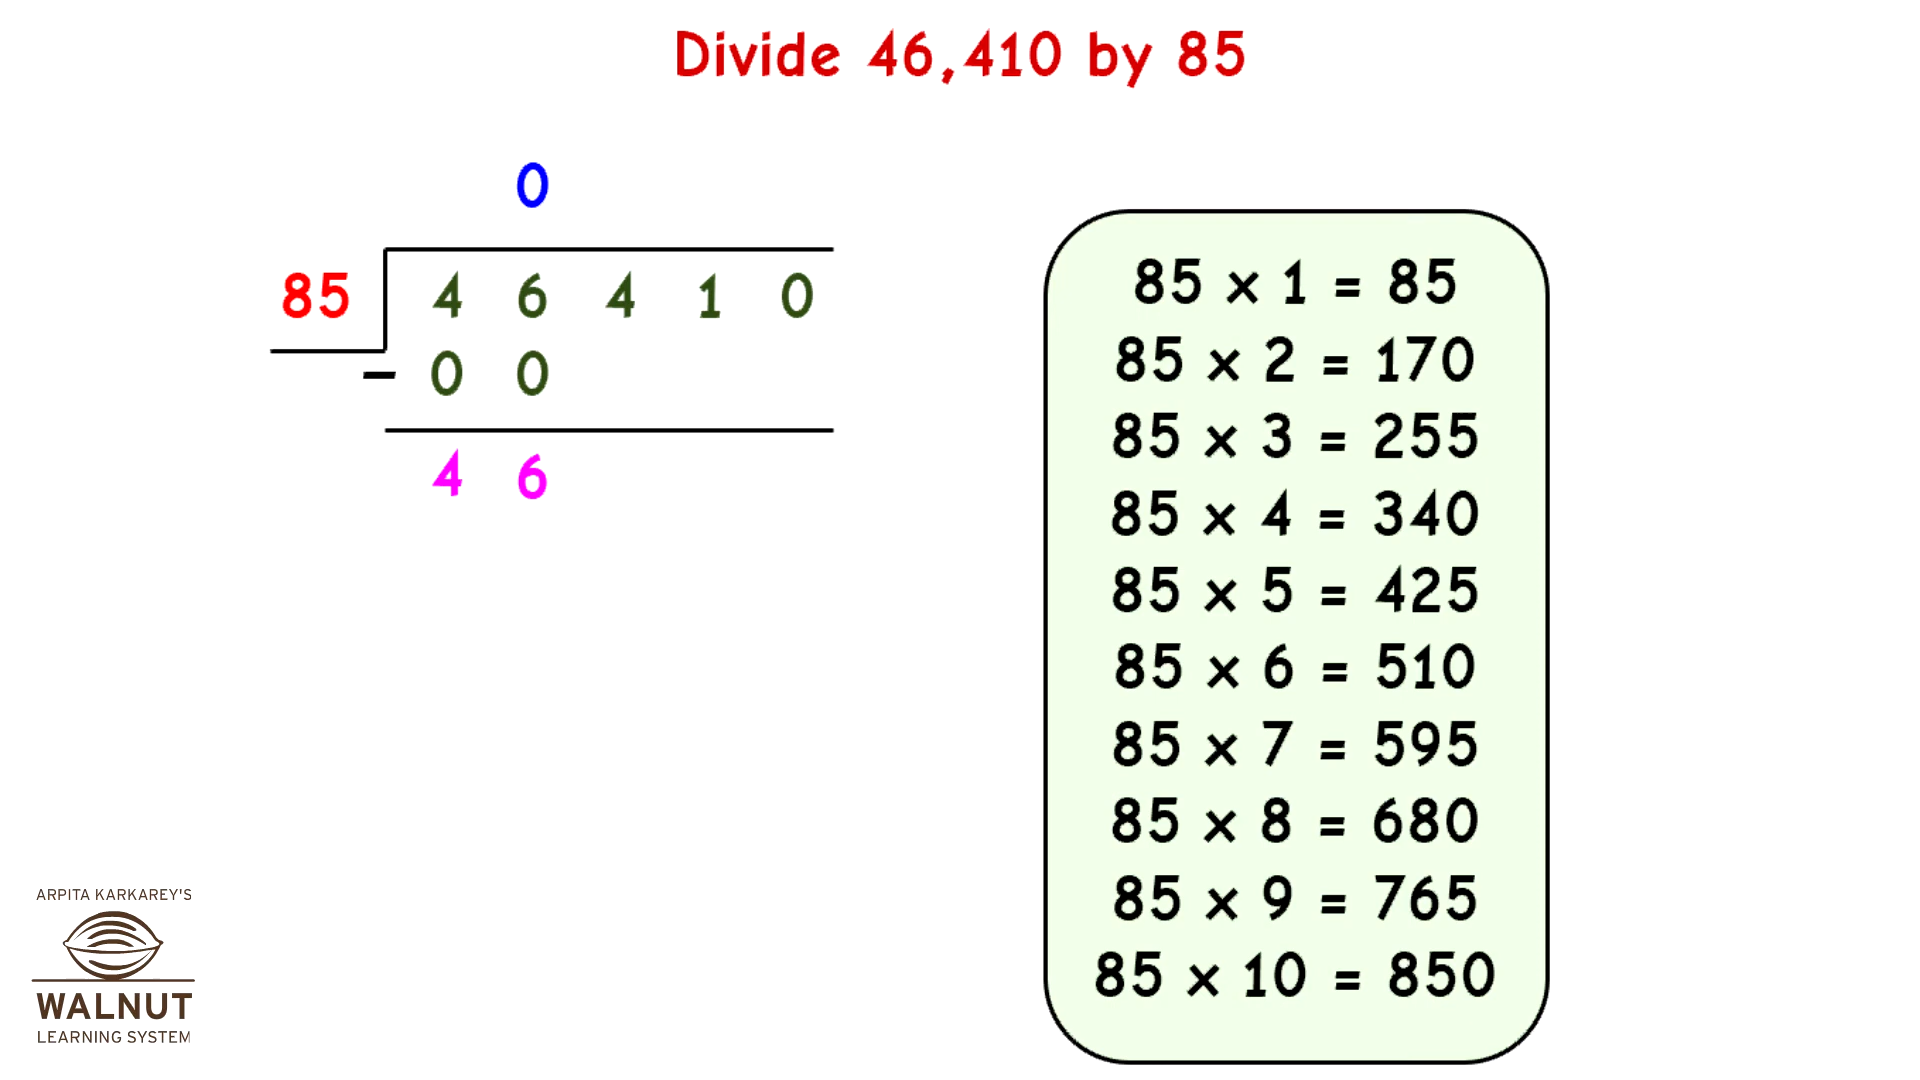 Divide 46,410 by 85
0
85 4 6 4 1 0
- 0 0
4 6
85 × 1 = 85
85 × 2 = 170
85 × 3 = 255
85 × 4 = 340
85 × 5 = 425
85 × 6 = 510
85 × 7 = 595
85 × 8 = 680
85 × 9 = 765
85 × 10 = 850
ARPITA KARKAREY'S
WALNUT
LEARNING SYSTEM